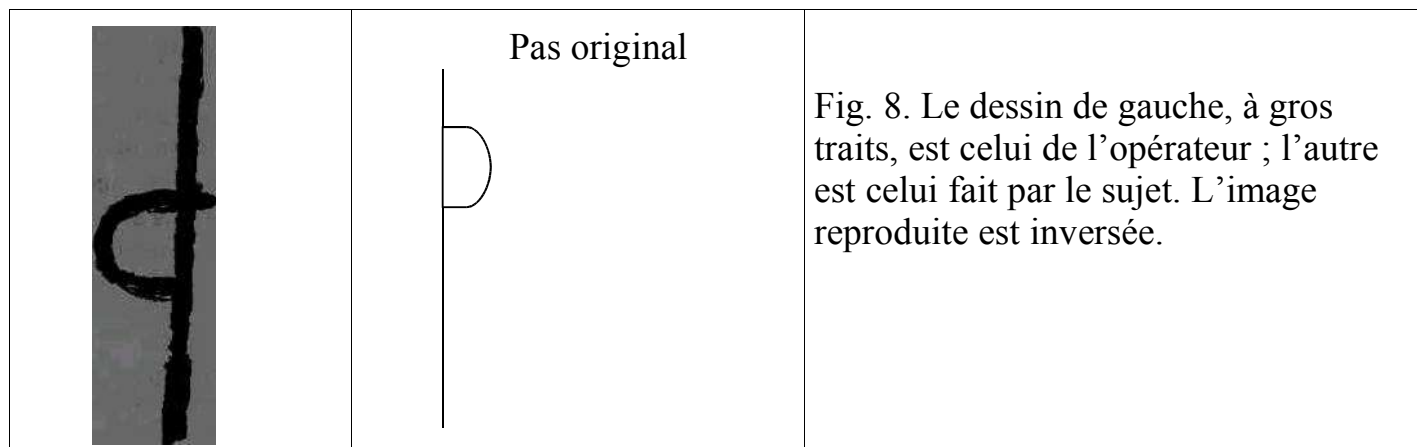 Pas original
Fig. 8. Le dessin de gauche, à gros
traits, est celui de l’opérateur ; l’autre
est celui fait par le sujet. L’image
reproduite est inversée.